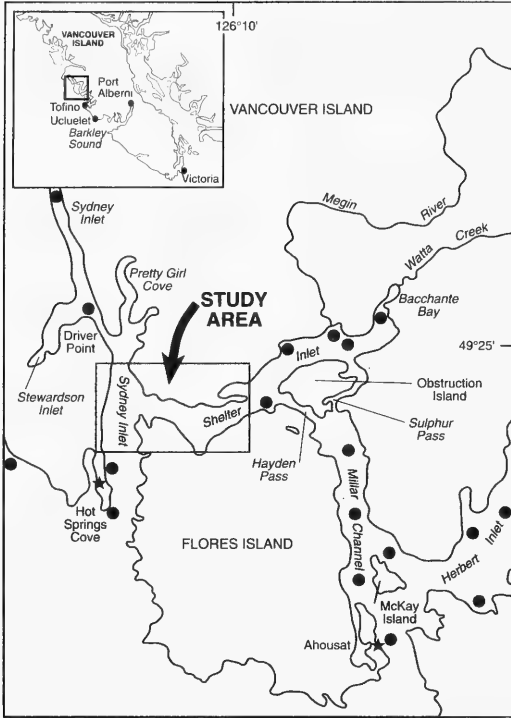 126°10'
VANCOUVER
ISLAND
Port
Alberni
Tofino
Ucluelet
Barkley
Sound
Victoria
VANCOUVER ISLAND
Sydney
Inlet
Megin
River
Watta
Creek
Pretty Girl
Cove
Bacchante
Bay
STUDY
AREA
Driver
Point
49°25'
Inlet
Stewardson
Inlet
Sydney Inlet
Shelter
Obstruction
Island
Sulphur
Pass
Hayden
Pass
Millar
Channel
Hot
Springs
Cove
FLORES ISLAND
Herbert
Inlet
McKay
Island
Ahousat